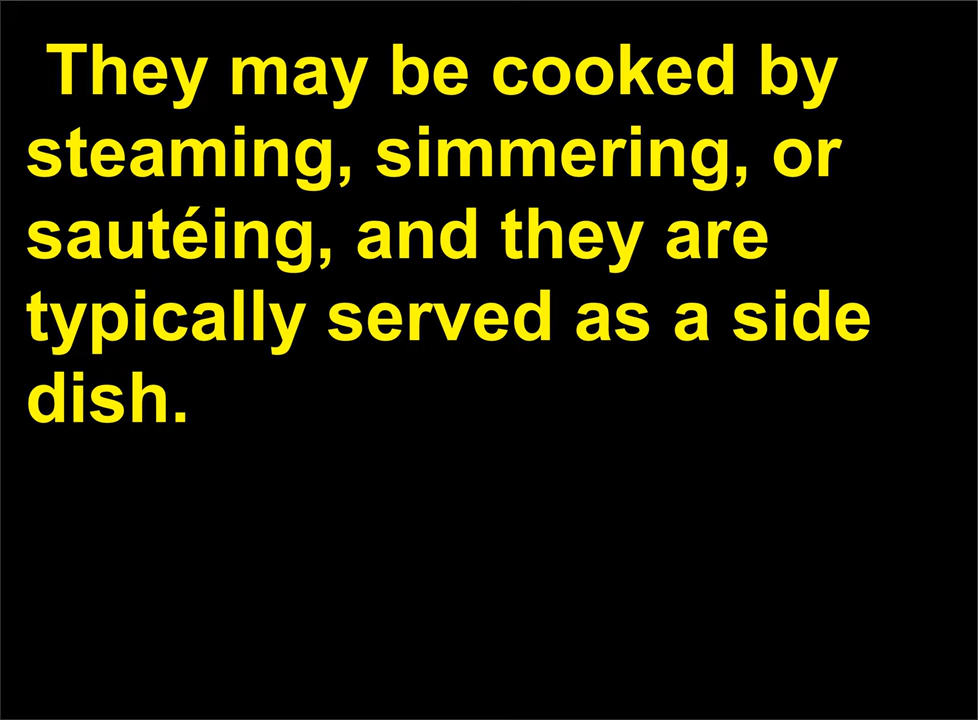 They may be cooked by
steaming, simmering, or
sautéing, and they are
typically served as a side
dish.